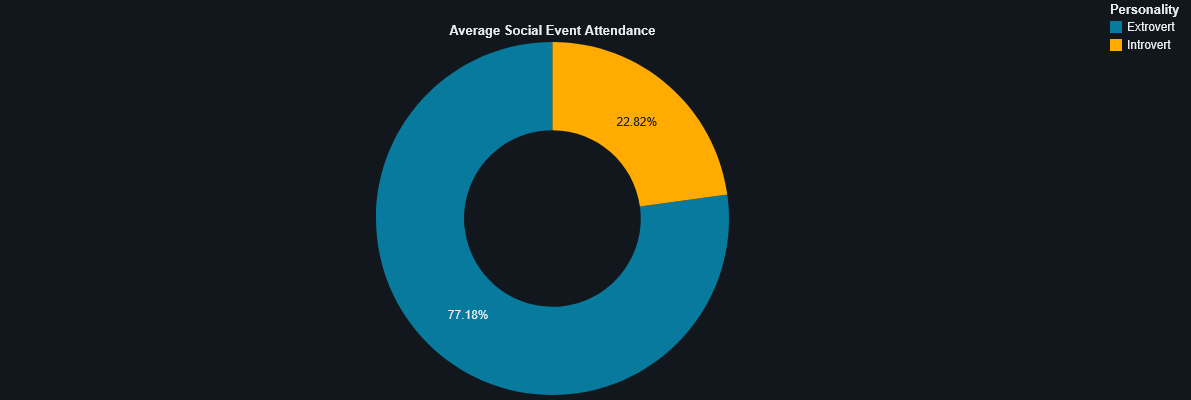 Average Social Event Attendance
Personality
Extrovert
Introvert
22.82%
77.18%